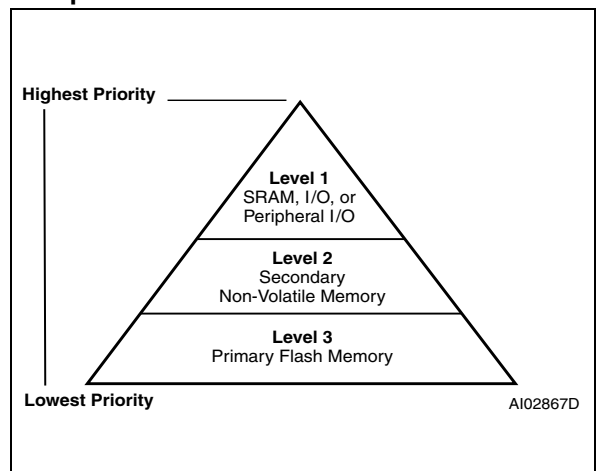 Highest Priority
Level 1
SRAM, I/O, or
Peripheral I/O
Level 2
Secondary
Non-Volatile Memory
Level 3
Primary Flash Memory
Lowest Priority
AI02867D